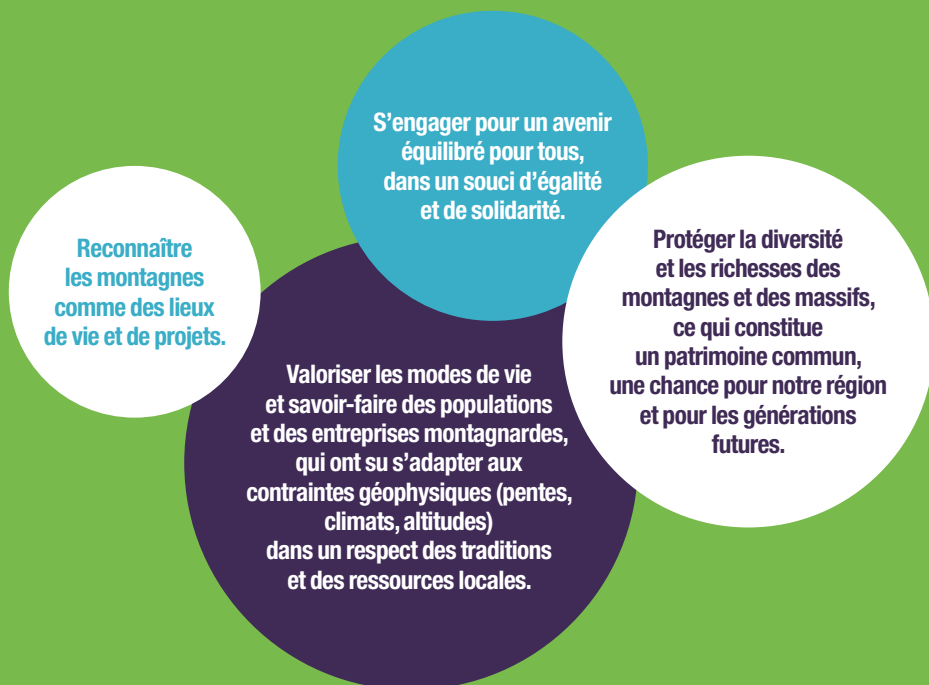 S’engager pour un avenir
équilibré pour tous,
dans un souci d’égalité
et de solidarité.
Reconnaître
les montagnes
comme des lieux
de vie et de projets.
Protéger la diversité
et les richesses des
montagnes et des massifs,
ce qui constitue
un patrimoine commun,
une chance pour notre région
et pour les générations
futures.
Valoriser les modes de vie
et savoir-faire des populations
et des entreprises montagnardes,
qui ont su s’adapter aux
contraintes géophysiques (pentes,
climats, altitudes)
dans un respect des traditions
et des ressources locales.